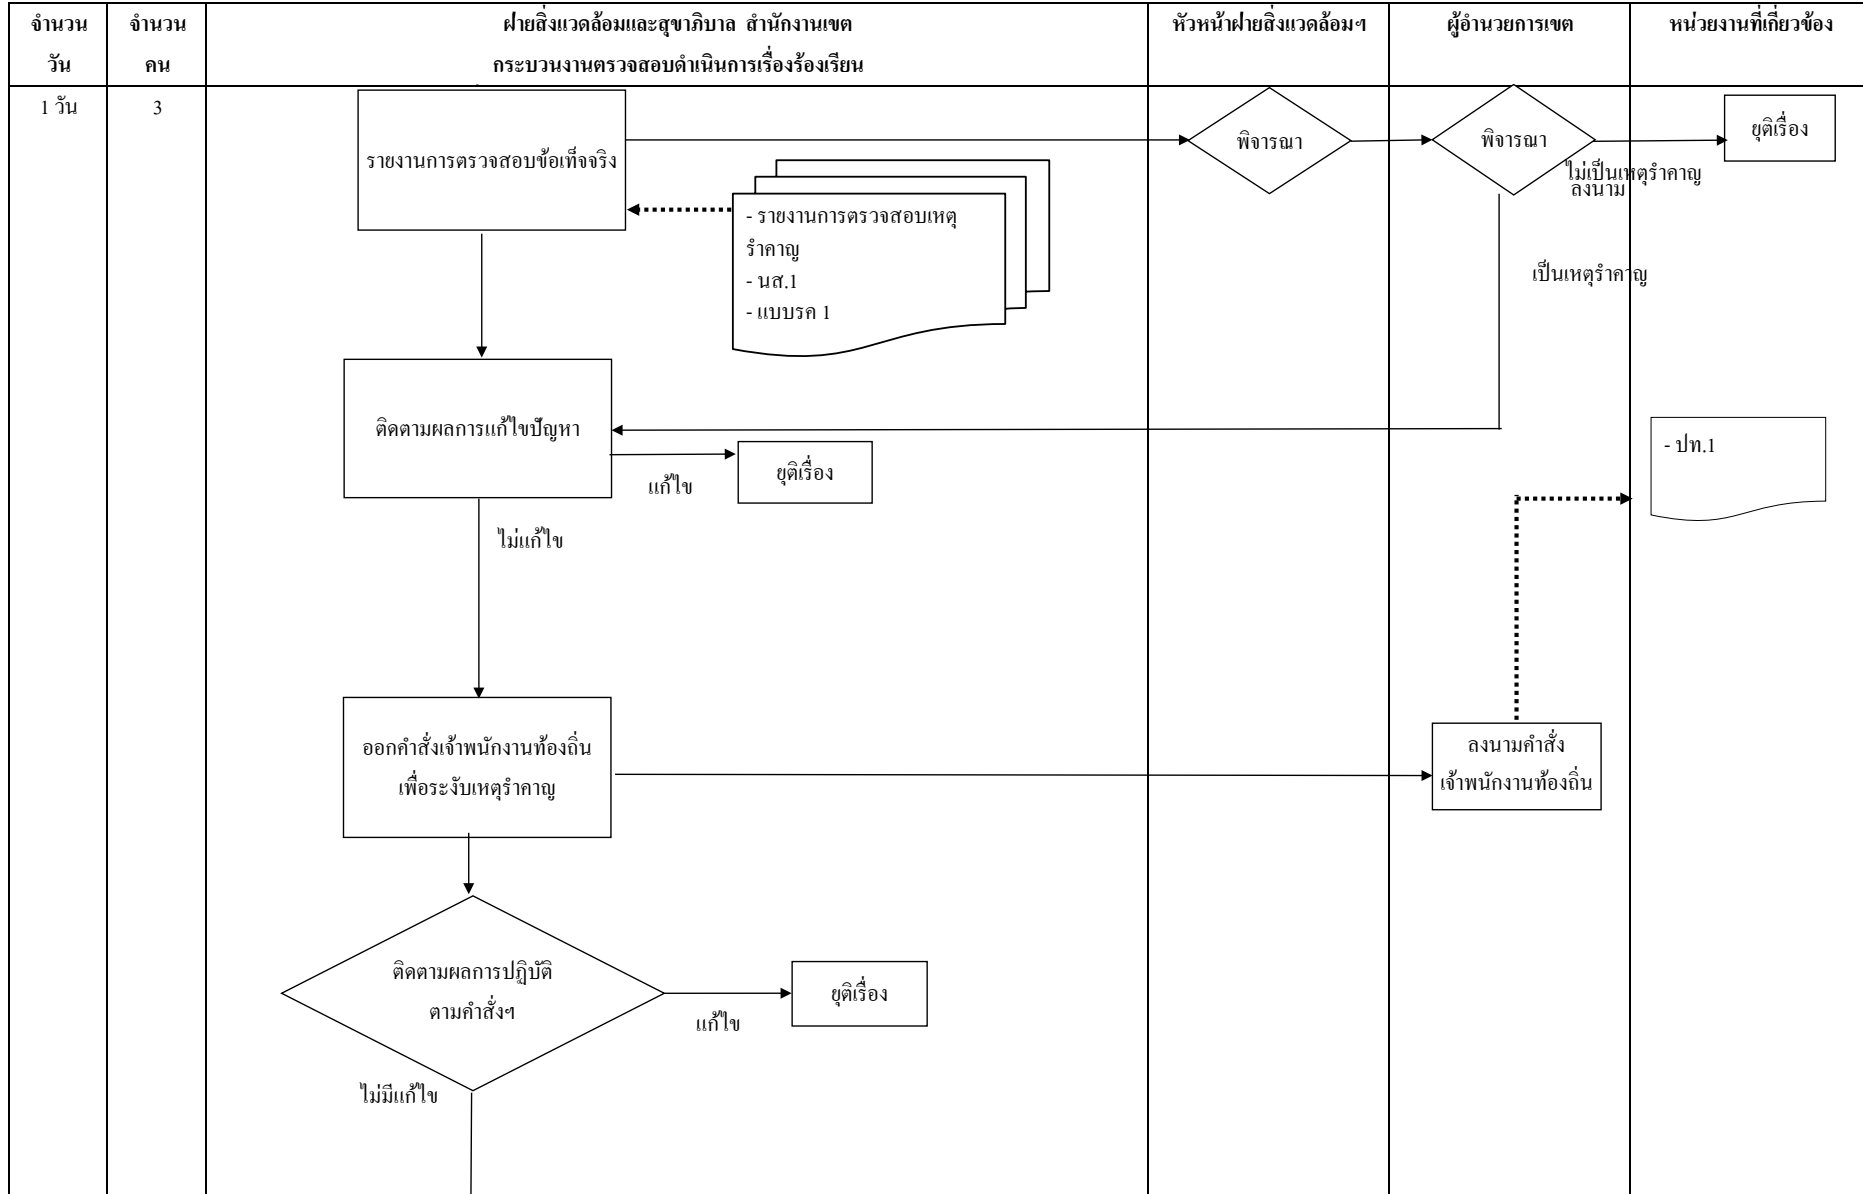 จำนวน
วัน
จำนวน
คน
ฝ่ายสิ่งแวดล้อมและสุขาภิบาล สำนักงานเขต
กระบวนงานตรวจสอบดำเนินการเรื่องร้องเรียน
หัวหน้าฝ่ายสิ่งแวดล้อมฯ
ผู้อำนวยการเขต
หน่วยงานที่เกี่ยวข้อง
1 วัน
3
รายงานการตรวจสอบข้อเท็จจริง
พิจารณา
พิจารณา
ยุติเรื่อง
ไม่เป็นเหตุรำคาญ
ลงนาม
- รายงานการตรวจสอบเหตุ
รำคาญ
- นส.1
- แบบรค 1
เป็นเหตุรำคาญ
ติดตามผลการแก้ไขปัญหา
แก้ไข
ยุติเรื่อง
- ปท.1
ไม่แก้ไข
ออกคำสั่งเจ้าพนักงานท้องถิ่น
เพื่อระงับเหตุรำคาญ
ลงนามคำสั่ง
เจ้าพนักงานท้องถิ่น
ติดตามผลการปฏิบัติ
ตามคำสั่งฯ
แก้ไข
ยุติเรื่อง
ไม่มีแก้ไข